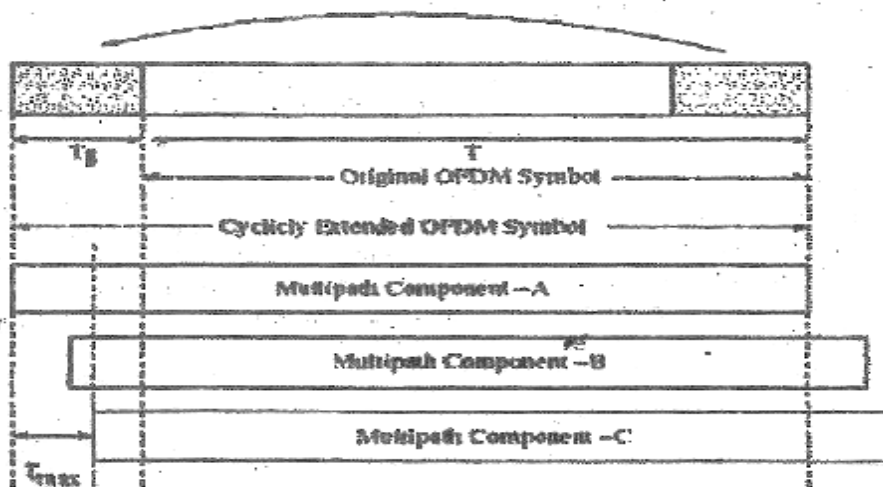 Tg
T
Original OFDM Symbol
Cyclicly Extended OFDM Symbol
Multipath Component –A
Multipath Component –B
Multipath Component –C
τmax